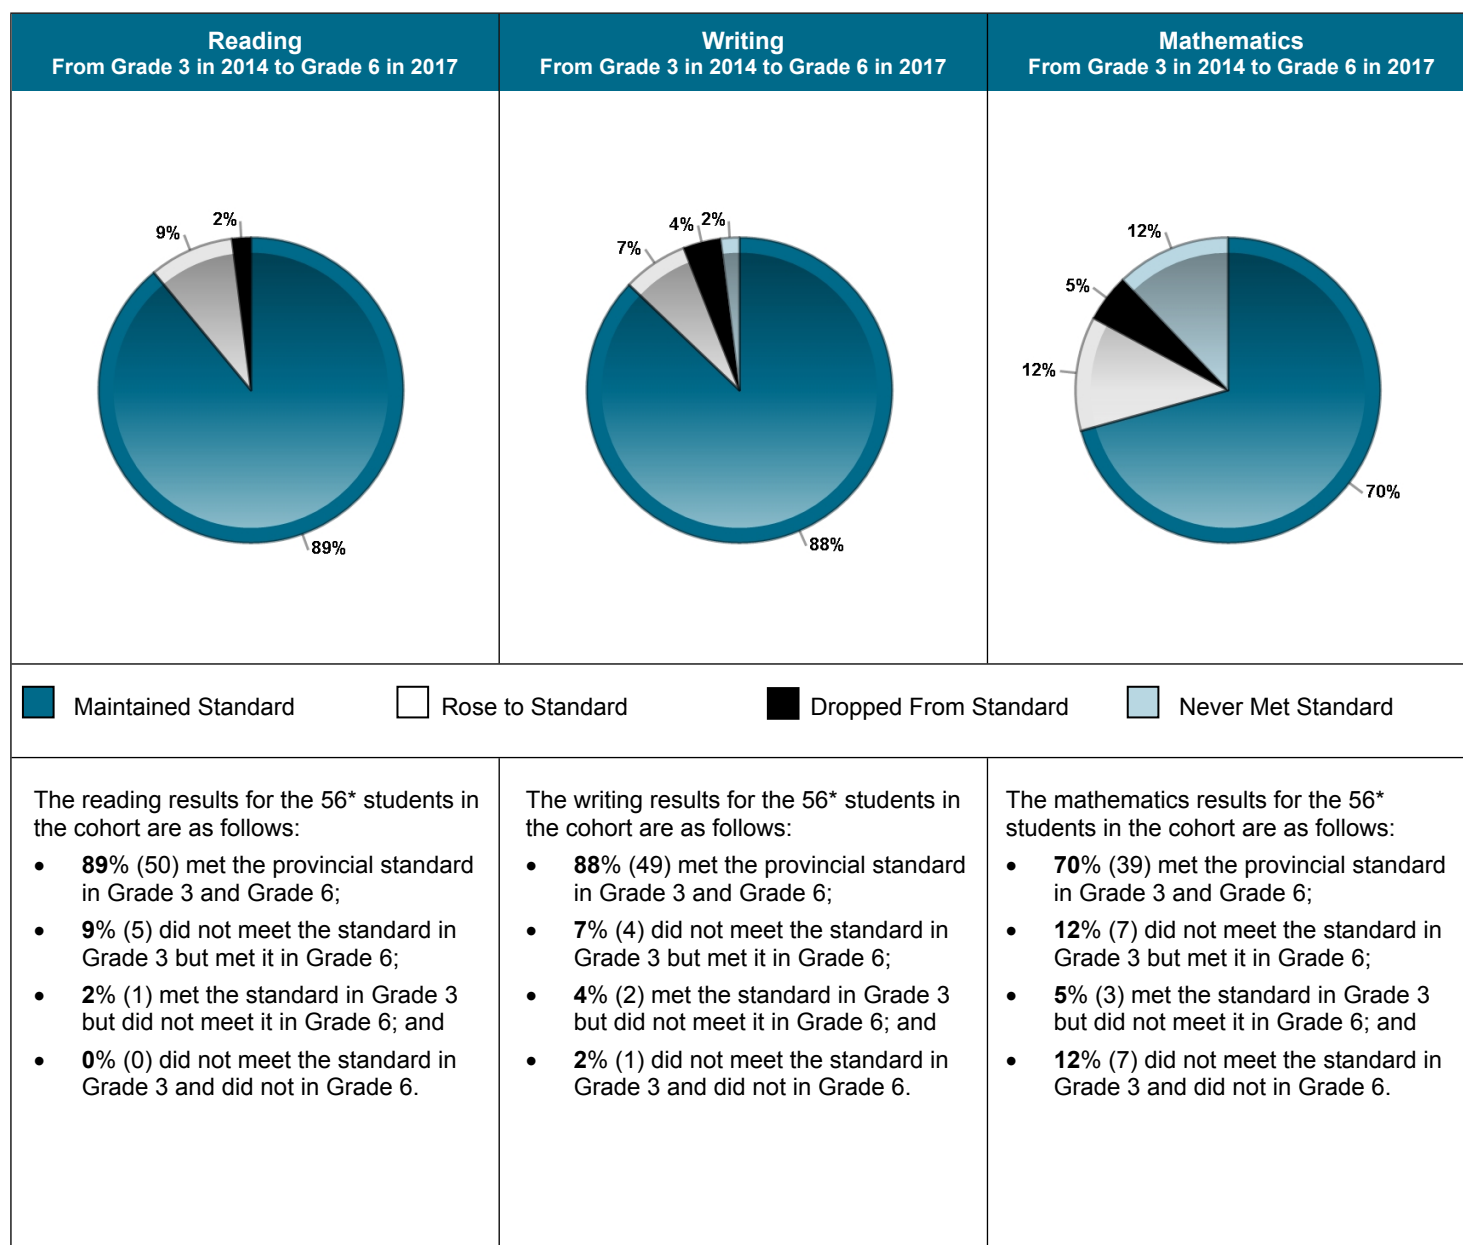 Reading
From Grade 3 in 2014 to Grade 6 in 2017
Writing
From Grade 3 in 2014 to Grade 6 in 2017
Mathematics
From Grade 3 in 2014 to Grade 6 in 2017
9%
2%
89%
7%
4%
2%
88%
12%
5%
12%
70%
Maintained Standard
Rose to Standard
Dropped From Standard
Never Met Standard
The reading results for the 56* students in
the cohort are as follows:
• 89% (50) met the provincial standard
in Grade 3 and Grade 6;
• 9% (5) did not meet the standard in
Grade 3 but met it in Grade 6;
• 2% (1) met the standard in Grade 3
but did not meet it in Grade 6; and
• 0% (0) did not meet the standard in
Grade 3 and did not in Grade 6.
The writing results for the 56* students in
the cohort are as follows:
• 88% (49) met the provincial standard
in Grade 3 and Grade 6;
• 7% (4) did not meet the standard in
Grade 3 but met it in Grade 6;
• 4% (2) met the standard in Grade 3
but did not meet it in Grade 6; and
• 2% (1) did not meet the standard in
Grade 3 and did not in Grade 6.
The mathematics results for the 56*
students in the cohort are as follows:
• 70% (39) met the provincial standard
in Grade 3 and Grade 6;
• 12% (7) did not meet the standard in
Grade 3 but met it in Grade 6;
• 5% (3) met the standard in Grade 3
but did not meet it in Grade 6; and
• 12% (7) did not meet the standard in
Grade 3 and did not in Grade 6.